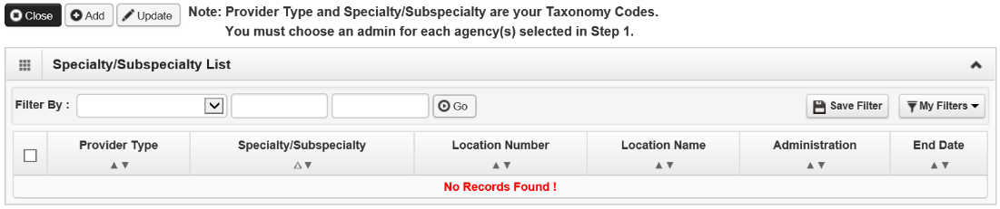 Close Add Update Note: Provider Type and Specialty/Subspecialty are your Taxonomy Codes.
You must choose an admin for each agency(s) selected in Step 1.
Specialty/Subspecialty List
Filter By : Go Save Filter My Filters
Provider Type Specialty/Subspecialty Location Number Location Name Administration End Date
No Records Found !